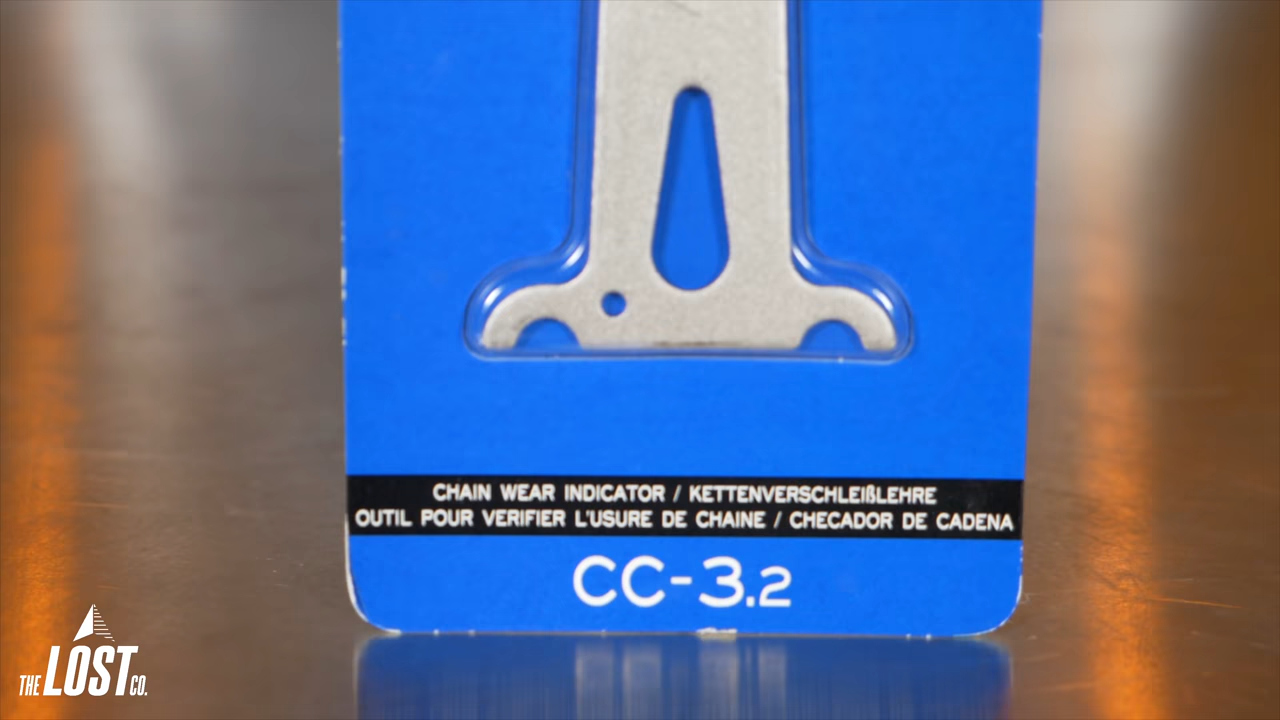 CHAIN WEAR INDICATOR / KETTENVERSCHLEIßLEHRE
OUTIL POUR VERIFIER L'USURE DE CHAINE / CHECADOR DE CADENA
CC-3.2
THE LOST CO.